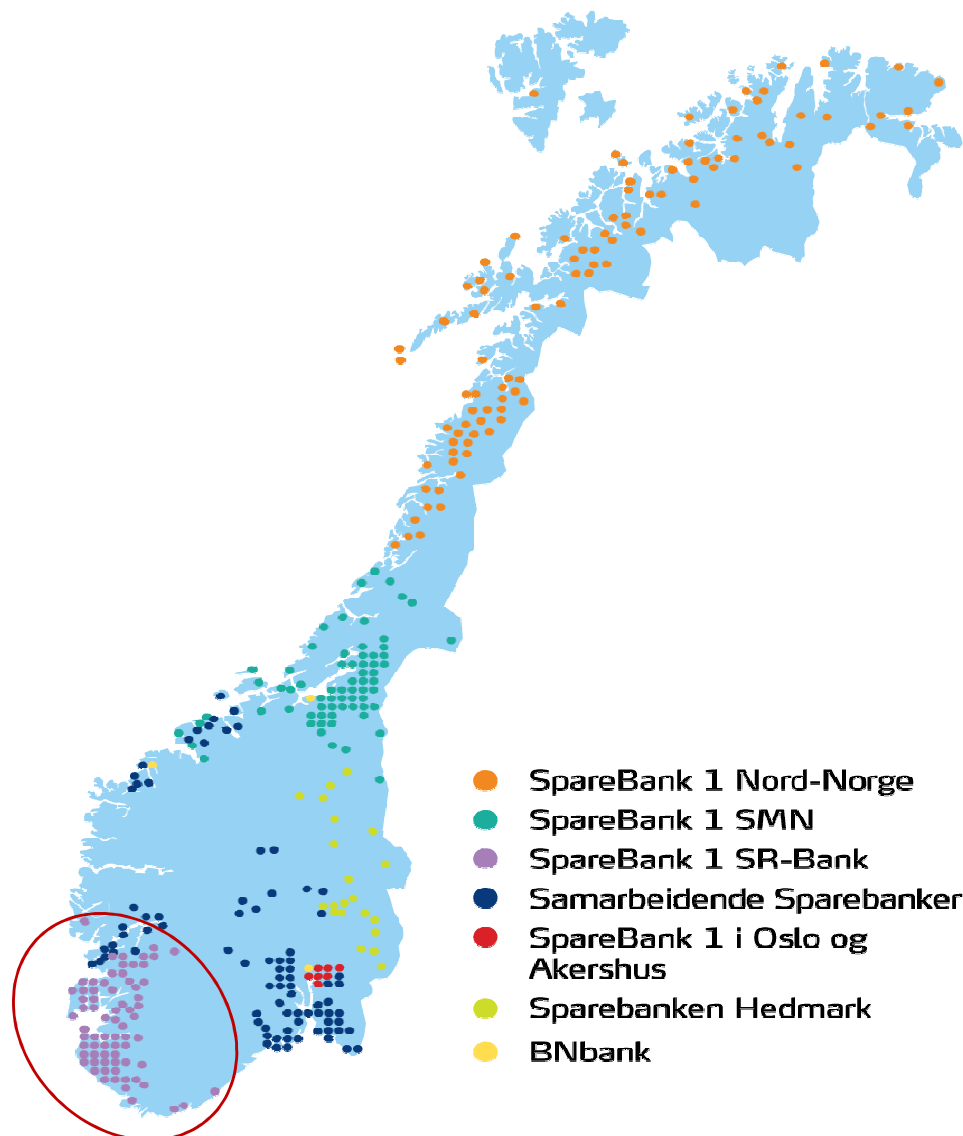 SpareBank 1 Nord-Norge
SpareBank 1 SMN
SpareBank 1 SR-Bank
Samarbeidende Sparebanker
SpareBank 1 i Oslo og
Akershus
Sparebanken Hedmark
BNbank